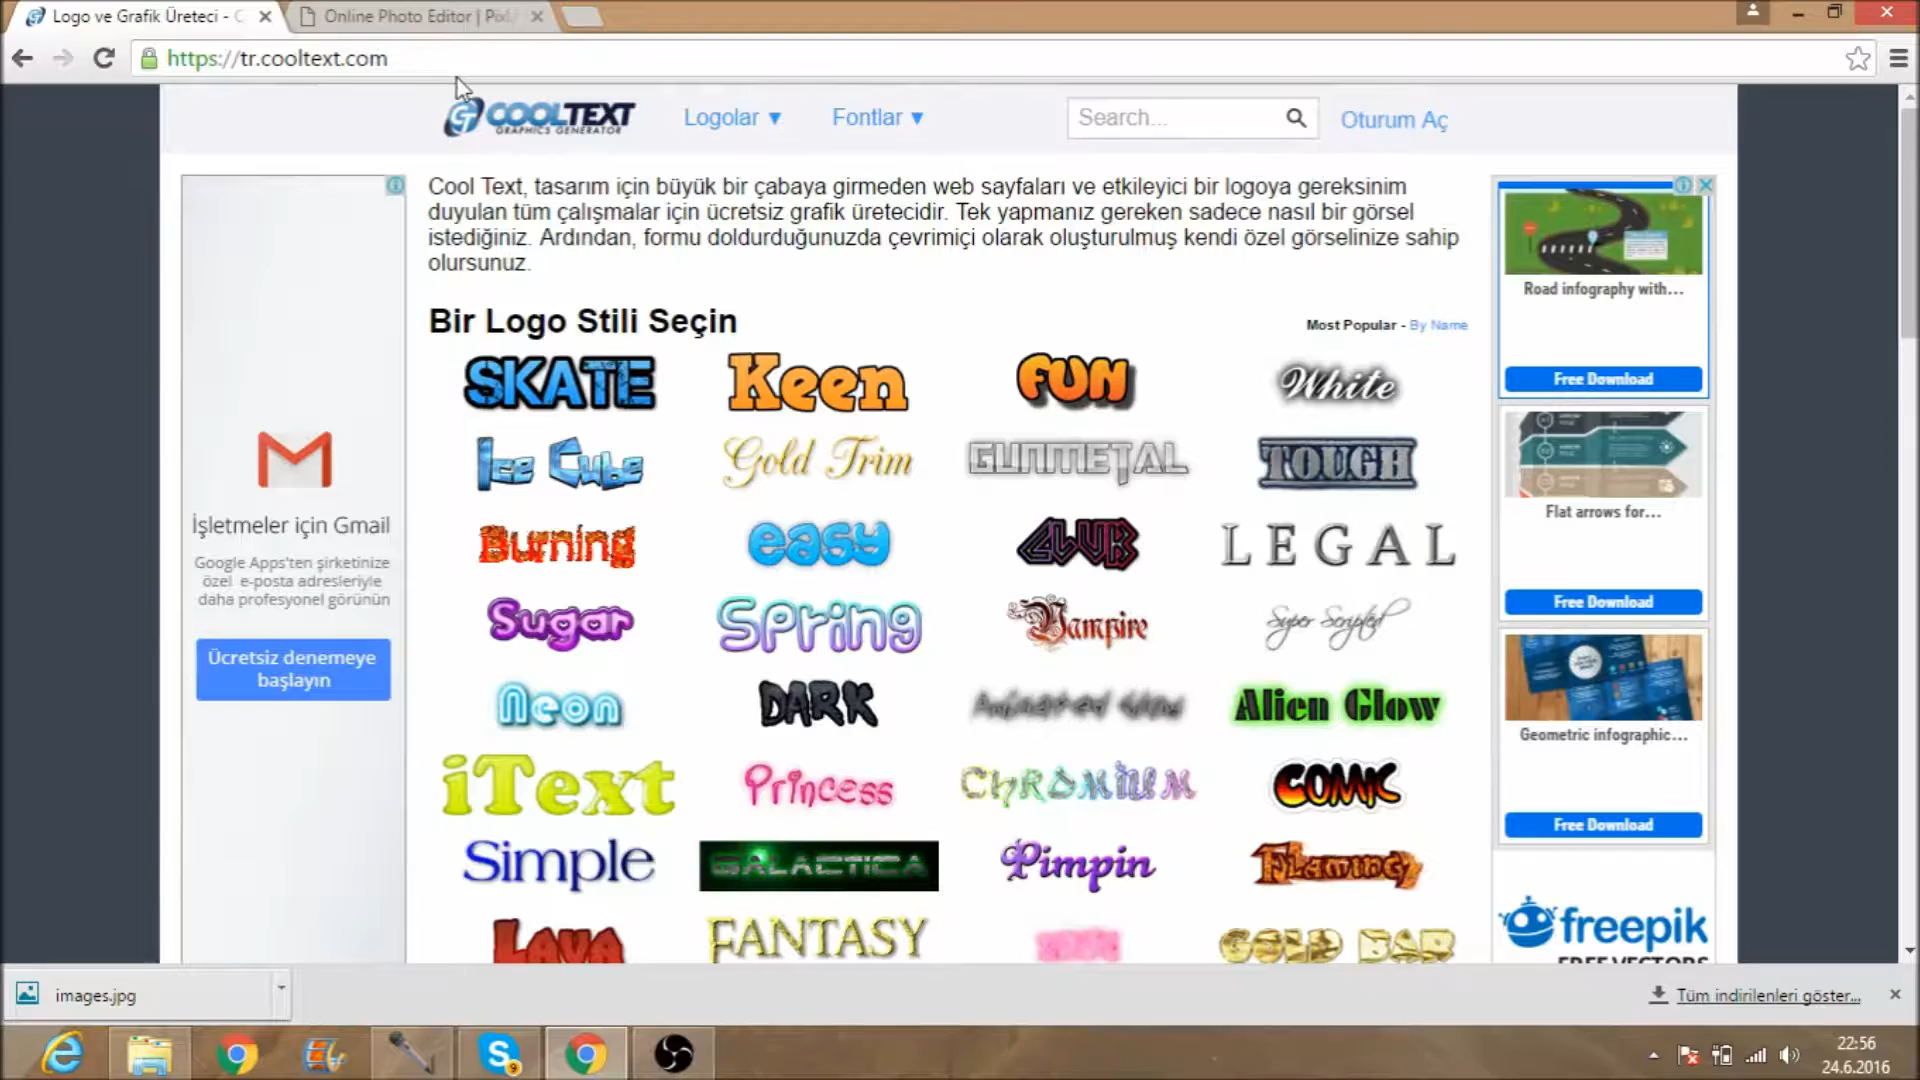 Logo ve Grafik Üreteci - C
Online Photo Editor | Pixl
https://tr.cooltext.com
COOLTEXT
GRAPHICS GENERATOR
Logolar ▼
Fontlar ▼
Search...
Oturum Aç
Cool Text, tasarım için büyük bir çabaya girmeden web sayfaları ve etkileyici bir logoya gereksinim
duyulan tüm çalışmalar için ücretsiz grafik üretecidir. Tek yapmanız gereken sadece nasıl bir görsel
istediğiniz. Ardından, formu doldurduğunuzda çevrimiçi olarak oluşturulmuş kendi özel görselinize sahip
olursunuz.
Bir Logo Stili Seçin
Most Popular - By Name
SKATE
Keen
FUN
White
Ice Cube
Gold Trim
GUNMETAL
TOUGH
Burning
easy
CLUB
LEGAL
Sugar
Spring
Vampire
Super Scripted
Neon
DARK
Animated Glow
Alien Glow
iText
Princess
CHROMIUM
COMIC
Simple
GALACTICA
Pimpin
Flaming
Lava
FANTASY
GOLD BAR
İşletmeler için Gmail
Google Apps'ten şirketinize
özel e-posta adresleriyle
daha profesyonel görünün
Ücretsiz denemeye
başlayın
Road infography with...
Free Download
Flat arrows for...
Free Download
Geometric infographic...
Free Download
freepik
FREE VECTORS
images.jpg
Tüm indirilenleri göster...
9
22:56
24.6.2016